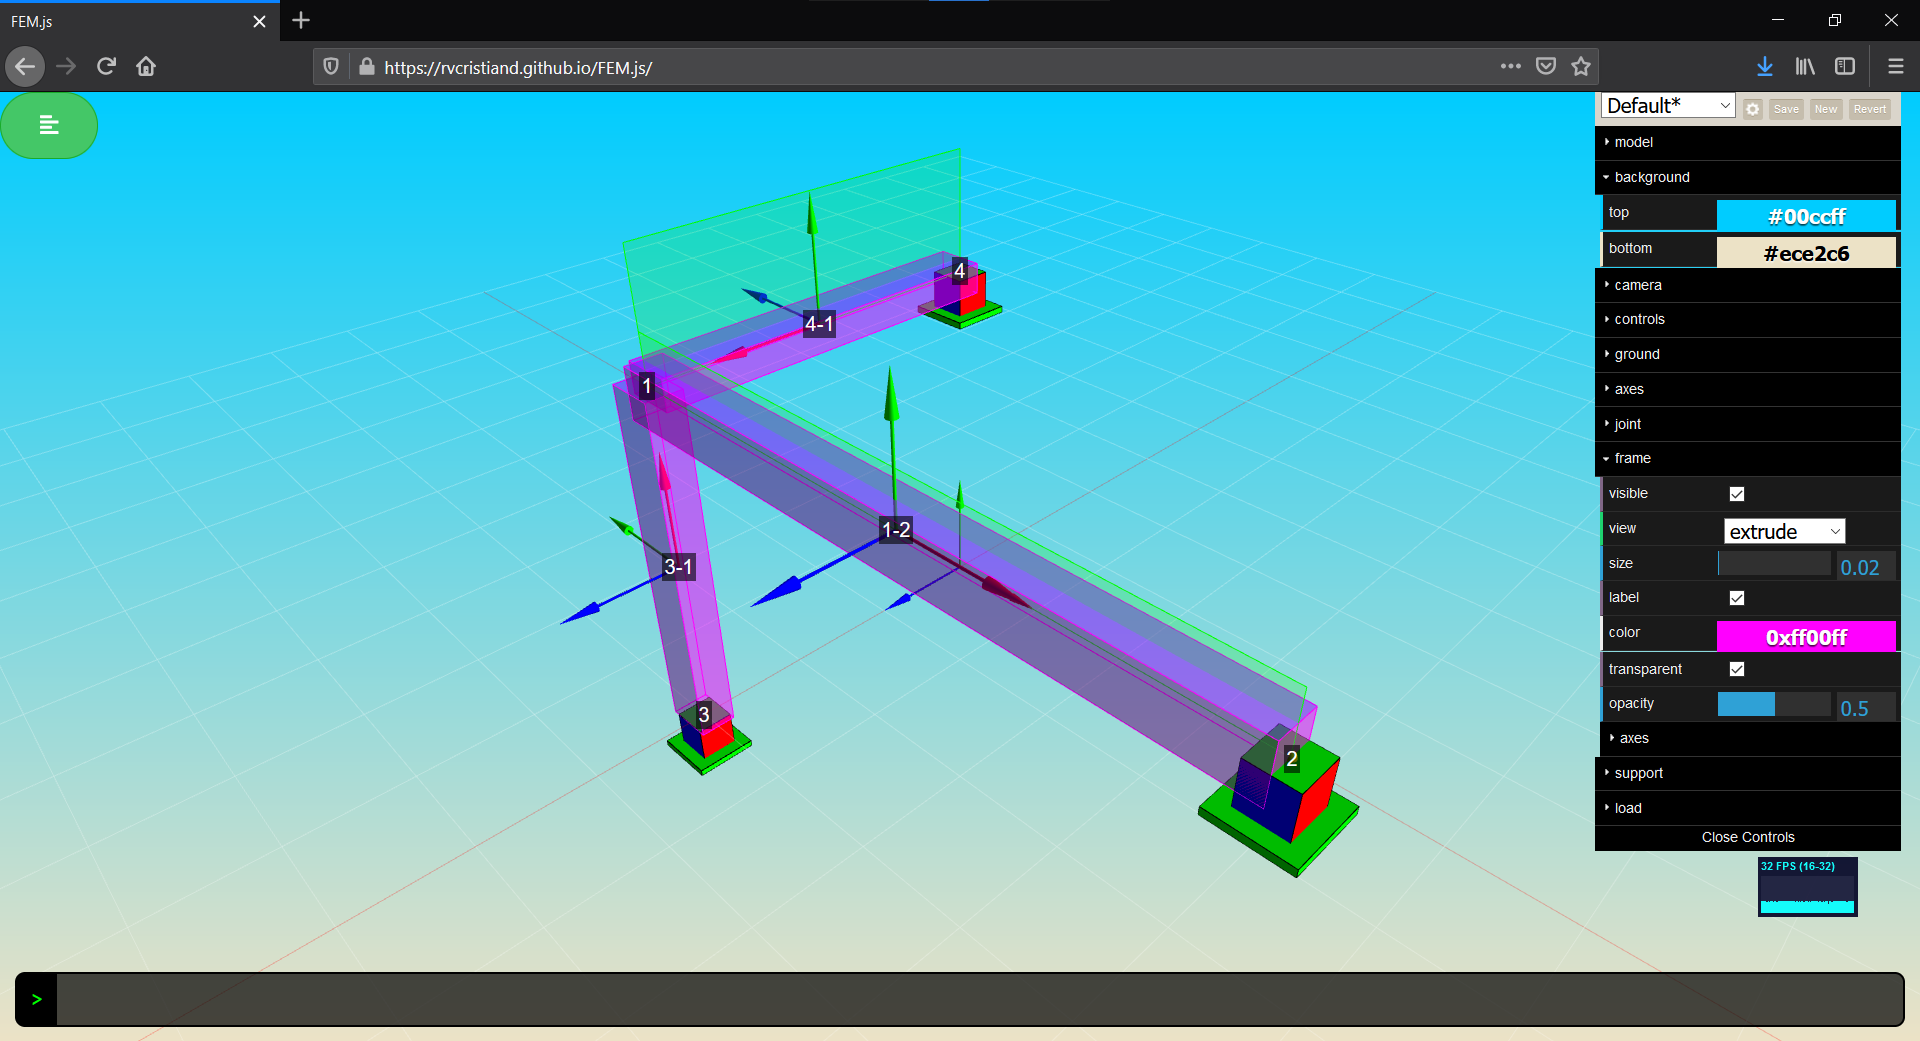 FEM.js
https://rvcristiand.github.io/FEM.js/
Default*
Save
New
Revert
model
background
top
#00ccff
bottom
#ece2c6
camera
controls
ground
axes
joint
frame
visible
view
extrude
size
0.02
label
color
0xff00ff
transparent
opacity
0.5
axes
support
load
Close Controls
32 FPS (16-32)
4
4-1
1
1-2
3-1
3
2
>